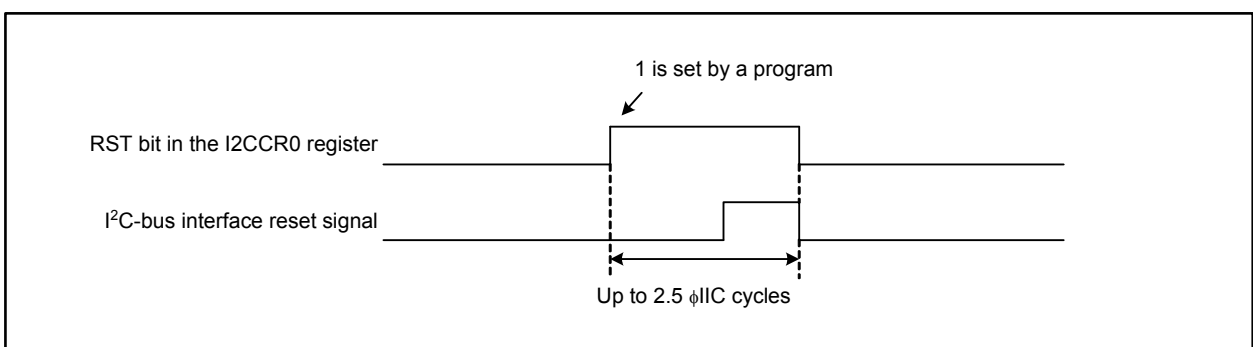 1 is set by a program
RST bit in the I2CCR0 register
I²C-bus interface reset signal
Up to 2.5 ϕIIC cycles